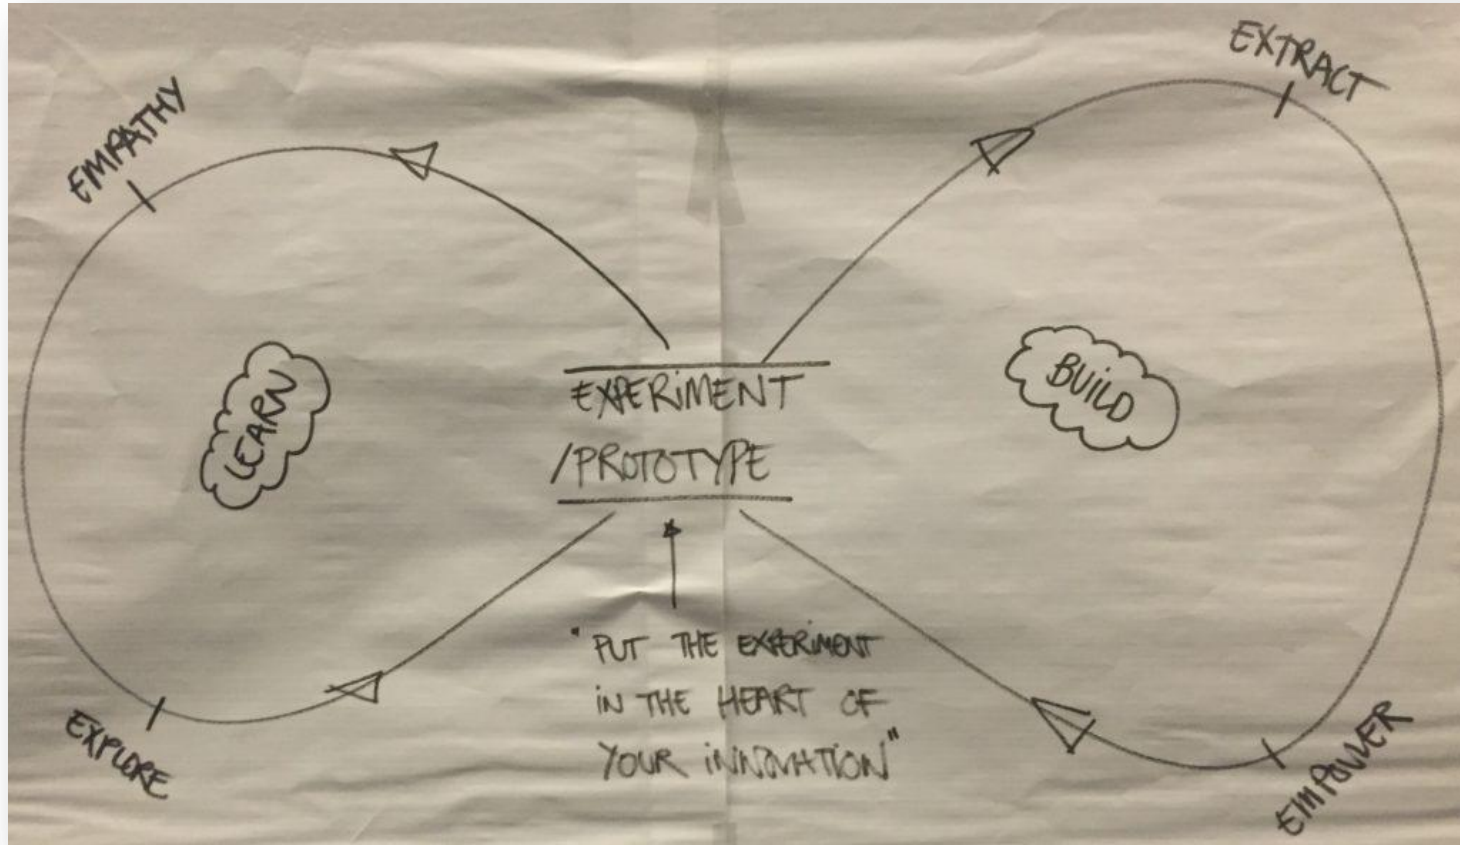 EXTRACT
EMPATHY
LEARN
BUILD
EXPERIMENT
/PROTOTYPE
"PUT THE EXPERIMENT
IN THE HEART OF
YOUR INNOVATION"
EXPLORE
EMPOWER